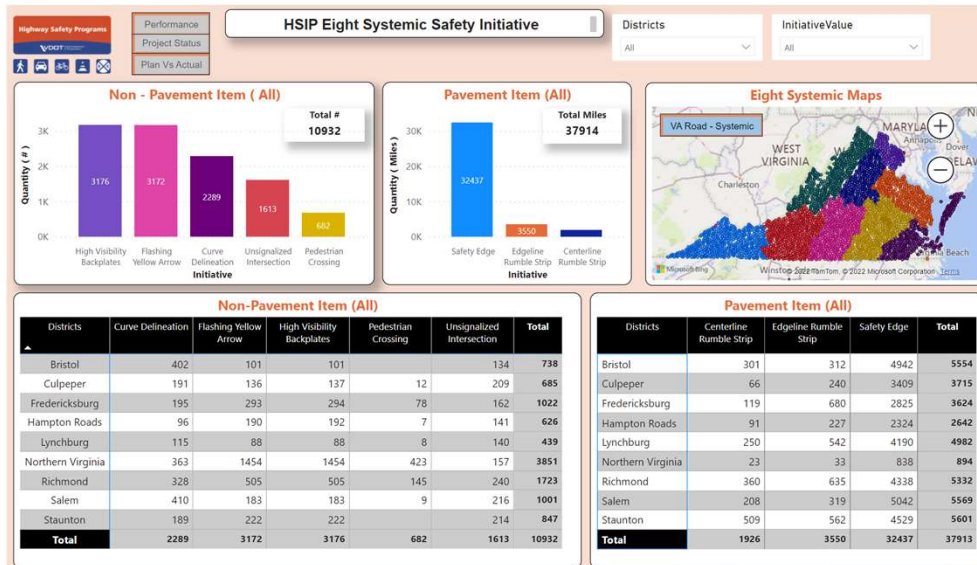 Highway Safety Programs
VDOT
Performance
Project Status
Plan Vs Actual
HSIP Eight Systemic Safety Initiative
Districts
All
InitiativeValue
All
Non - Pavement Item ( All)
Total #
10932
Quantity ( # )
3K
2K
1K
0K
3176
3172
2289
1613
682
High Visibility Backplates
Flashing Yellow Arrow
Curve Delineation
Unsignalized Intersection
Pedestrian Crossing
Initiative
Pavement Item (All)
Total Miles
37914
Quantity ( Miles)
30K
20K
10K
0K
32437
3550
Safety Edge
Edgeline Rumble Strip
Centerline Rumble Strip
Initiative
Eight Systemic Maps
VA Road - Systemic
WEST VIRGINIA
MARYLA
Annapolis
Dover
DELAW
Charleston
Microsoft Bing
© 2022 TomTom, © 2022 Microsoft Corporation Terms
Non-Pavement Item (All)
Districts Curve Delineation Flashing Yellow Arrow High Visibility Backplates Pedestrian Crossing Unsignalized Intersection Total
Bristol 402 101 101 134 738
Culpeper 191 136 137 12 209 685
Fredericksburg 195 293 294 78 162 1022
Hampton Roads 96 190 192 7 141 626
Lynchburg 115 88 88 8 140 439
Northern Virginia 363 1454 1454 423 157 3851
Richmond 328 505 505 145 240 1723
Salem 410 183 183 9 216 1001
Staunton 189 222 222 214 847
Total 2289 3172 3176 682 1613 10932
Pavement Item (All)
Districts Centerline Rumble Strip Edgeline Rumble Strip Safety Edge Total
Bristol 301 312 4942 5554
Culpeper 66 240 3409 3715
Fredericksburg 119 680 2825 3624
Hampton Roads 91 227 2324 2642
Lynchburg 250 542 4190 4982
Northern Virginia 23 33 838 894
Richmond 360 635 4338 5332
Salem 208 319 5042 5569
Staunton 509 562 4529 5601
Total 1926 3550 32437 37913